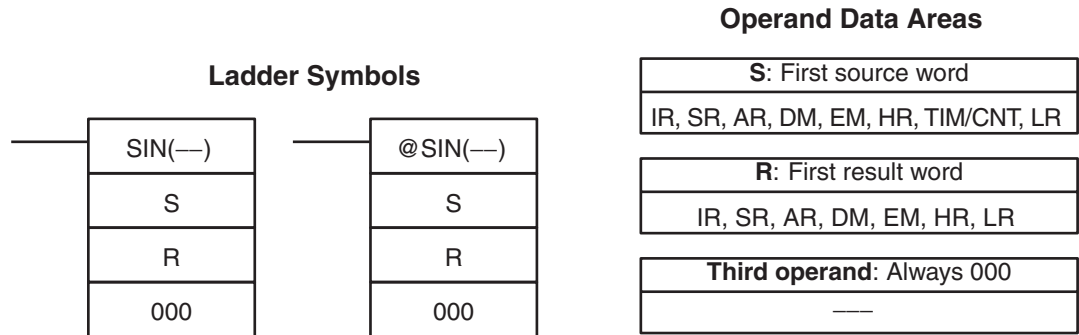 Ladder Symbols
SIN(––)
S
R
000
@SIN(––)
S
R
000
Operand Data Areas
S: First source word
IR, SR, AR, DM, EM, HR, TIM/CNT, LR
R: First result word
IR, SR, AR, DM, EM, HR, LR
Third operand: Always 000
–––